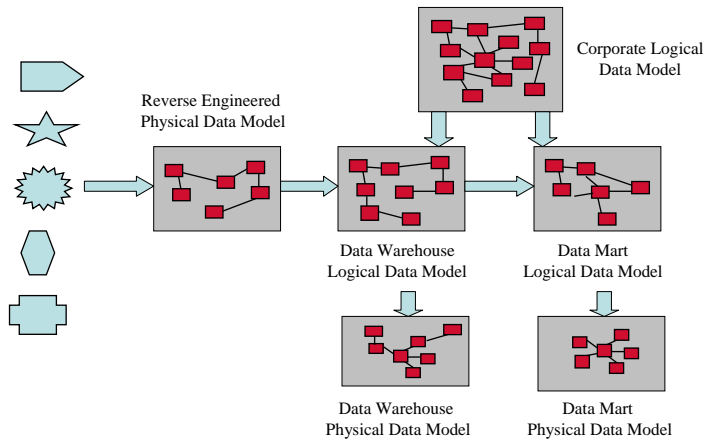 Corporate Logical
Data Model
Reverse Engineered
Physical Data Model
Data Warehouse
Logical Data Model
Data Mart
Logical Data Model
Data Warehouse
Physical Data Model
Data Mart
Physical Data Model